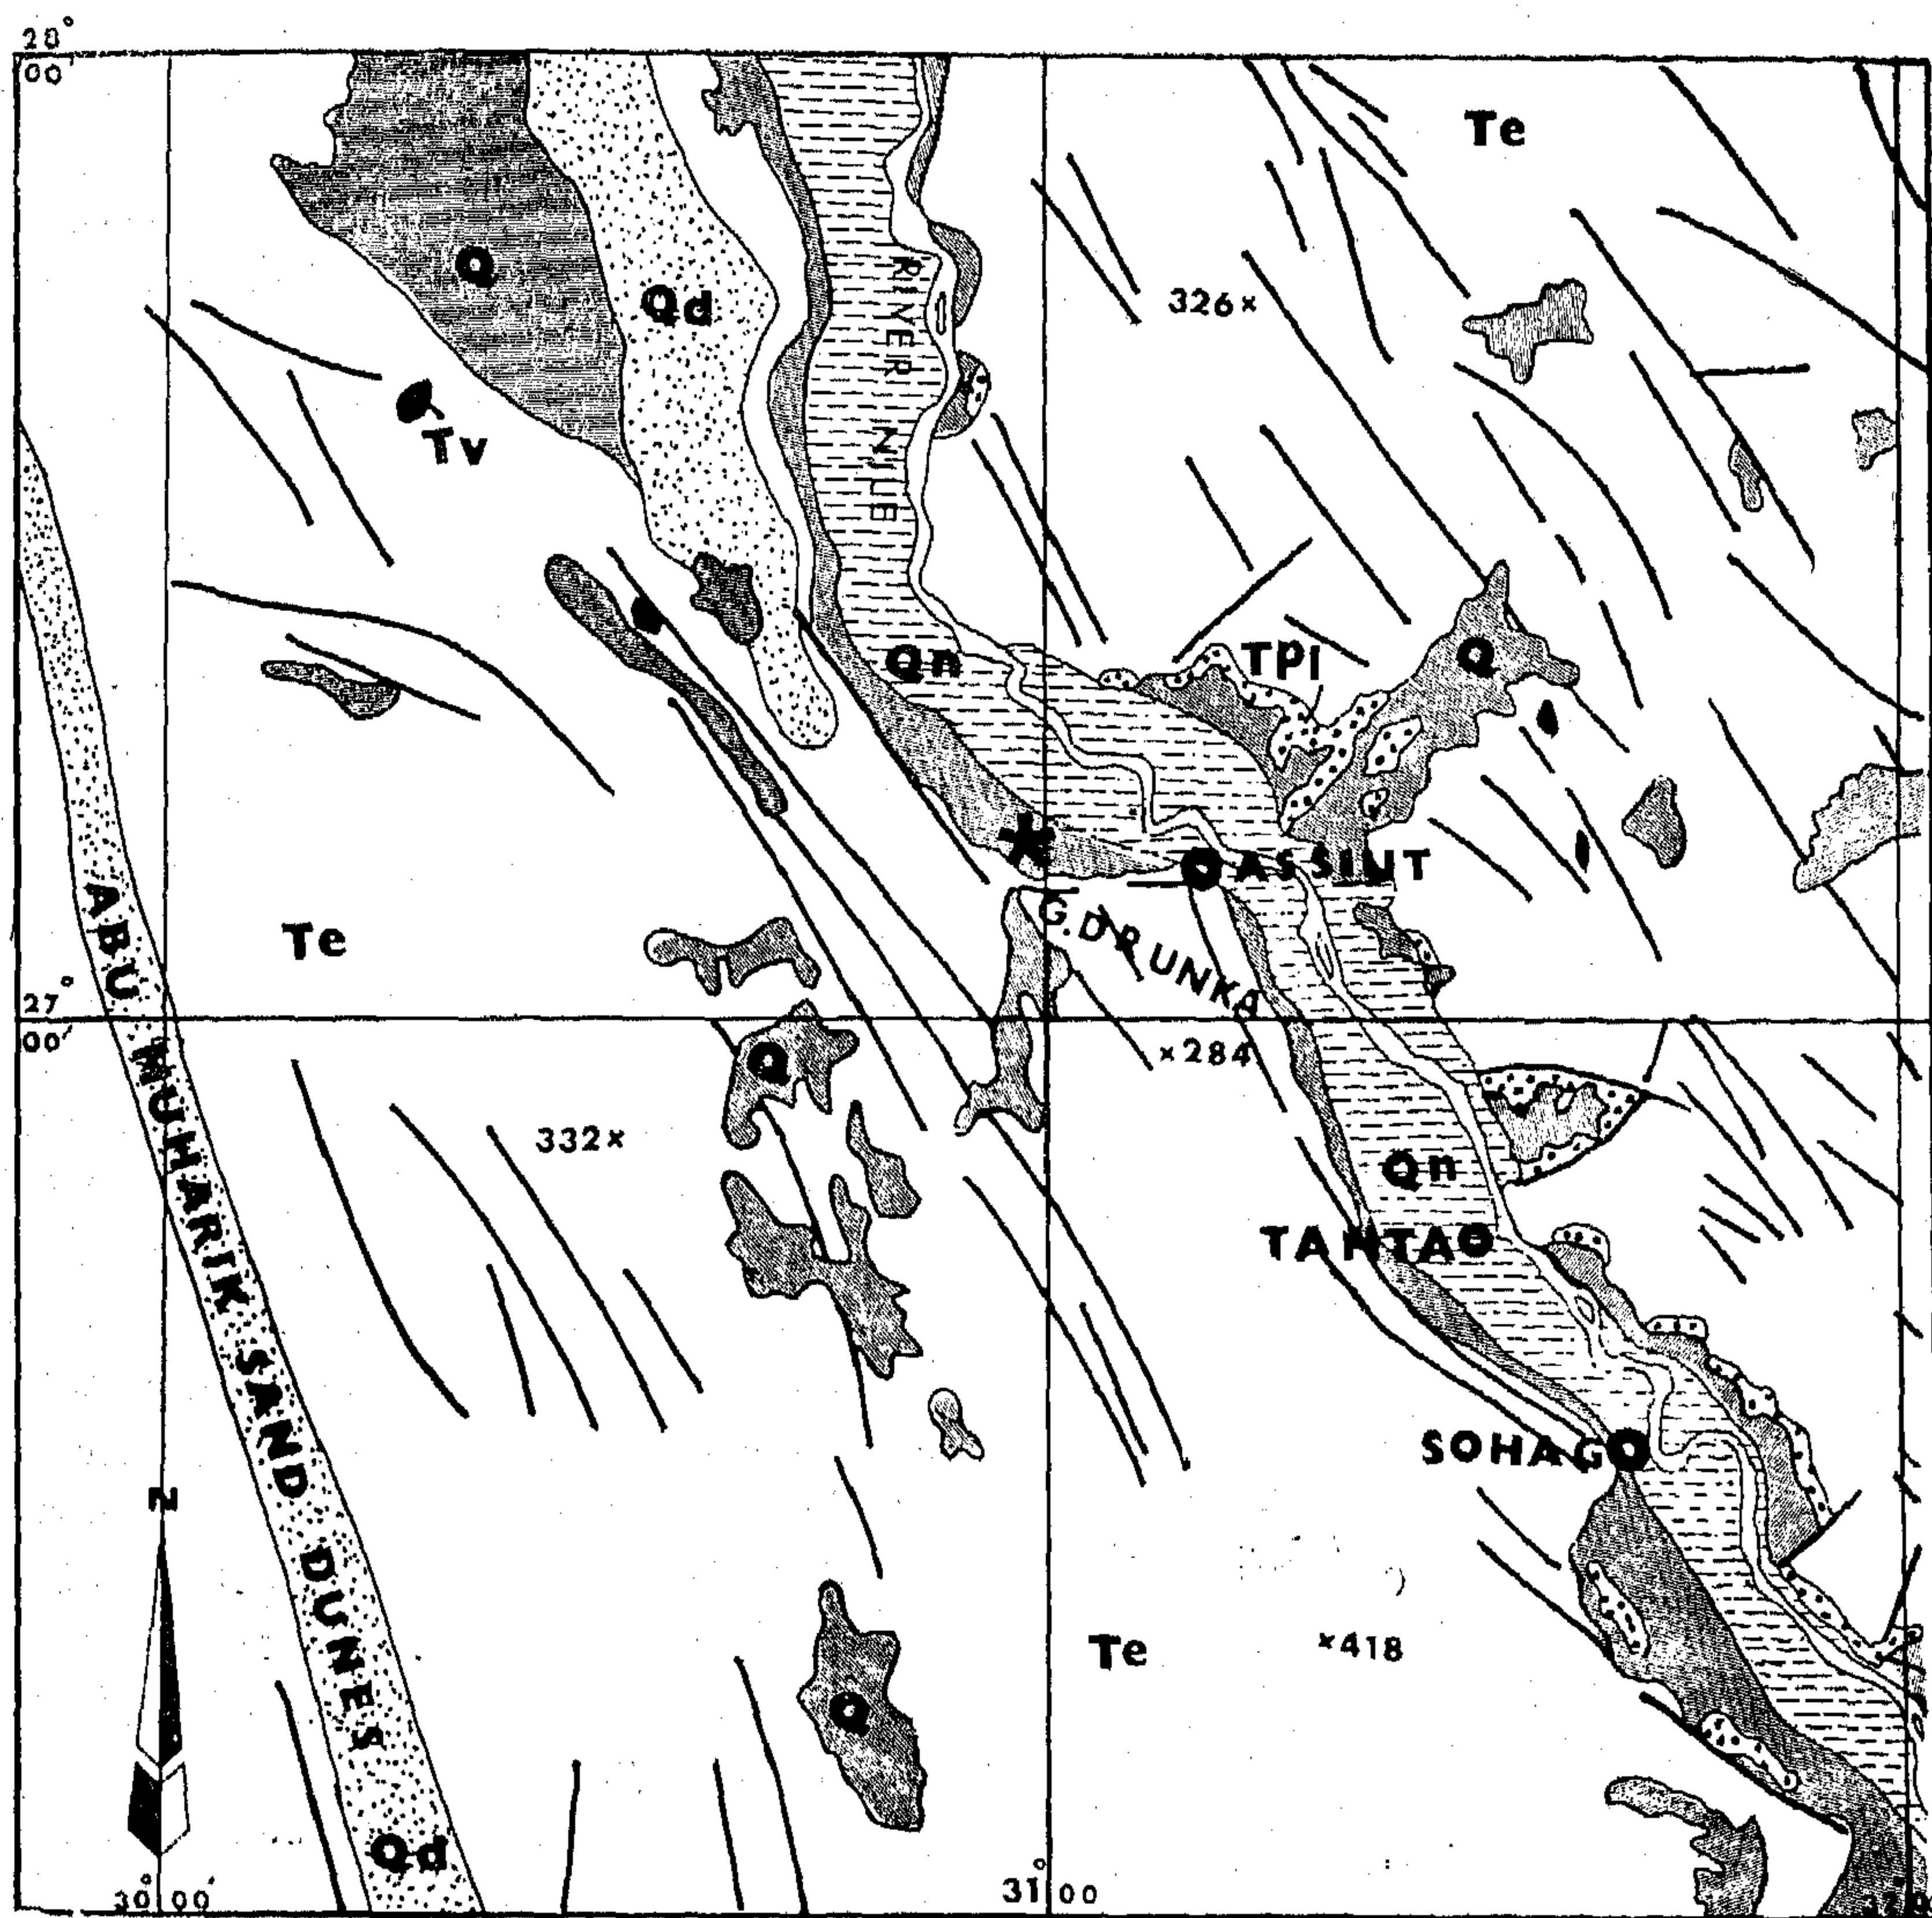 28°
00'
Te
Q
Qd
326×
RIVER NILE
Tv
Qn
TPl
Q
ASSIUT
G. DRUNKA
Te
ABU MUHARIK SAND DUNES
27°
00'
×284
Q
332×
Qn
TAHTA
SOHAG
N
Te
×418
Q
Qd
30°00'
31°00